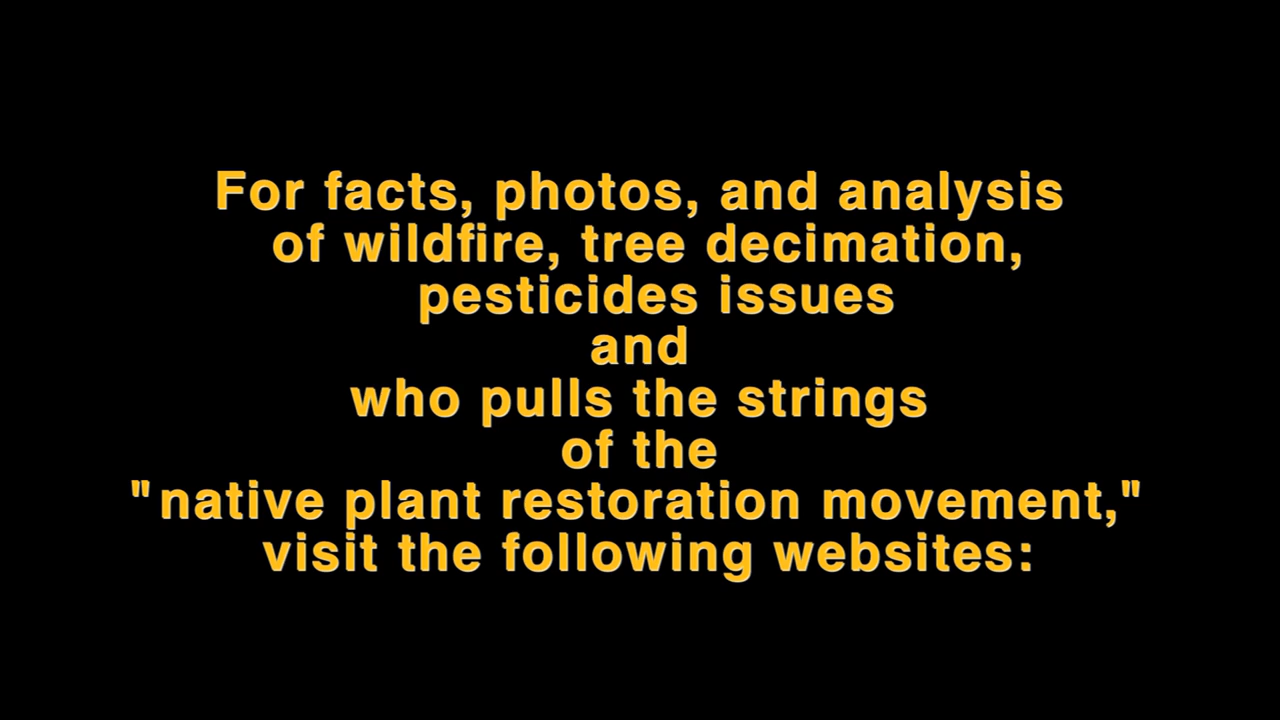 For facts, photos, and analysis
of wildfire, tree decimation,
pesticides issues
and
who pulls the strings
of the
"native plant restoration movement,"
visit the following websites: